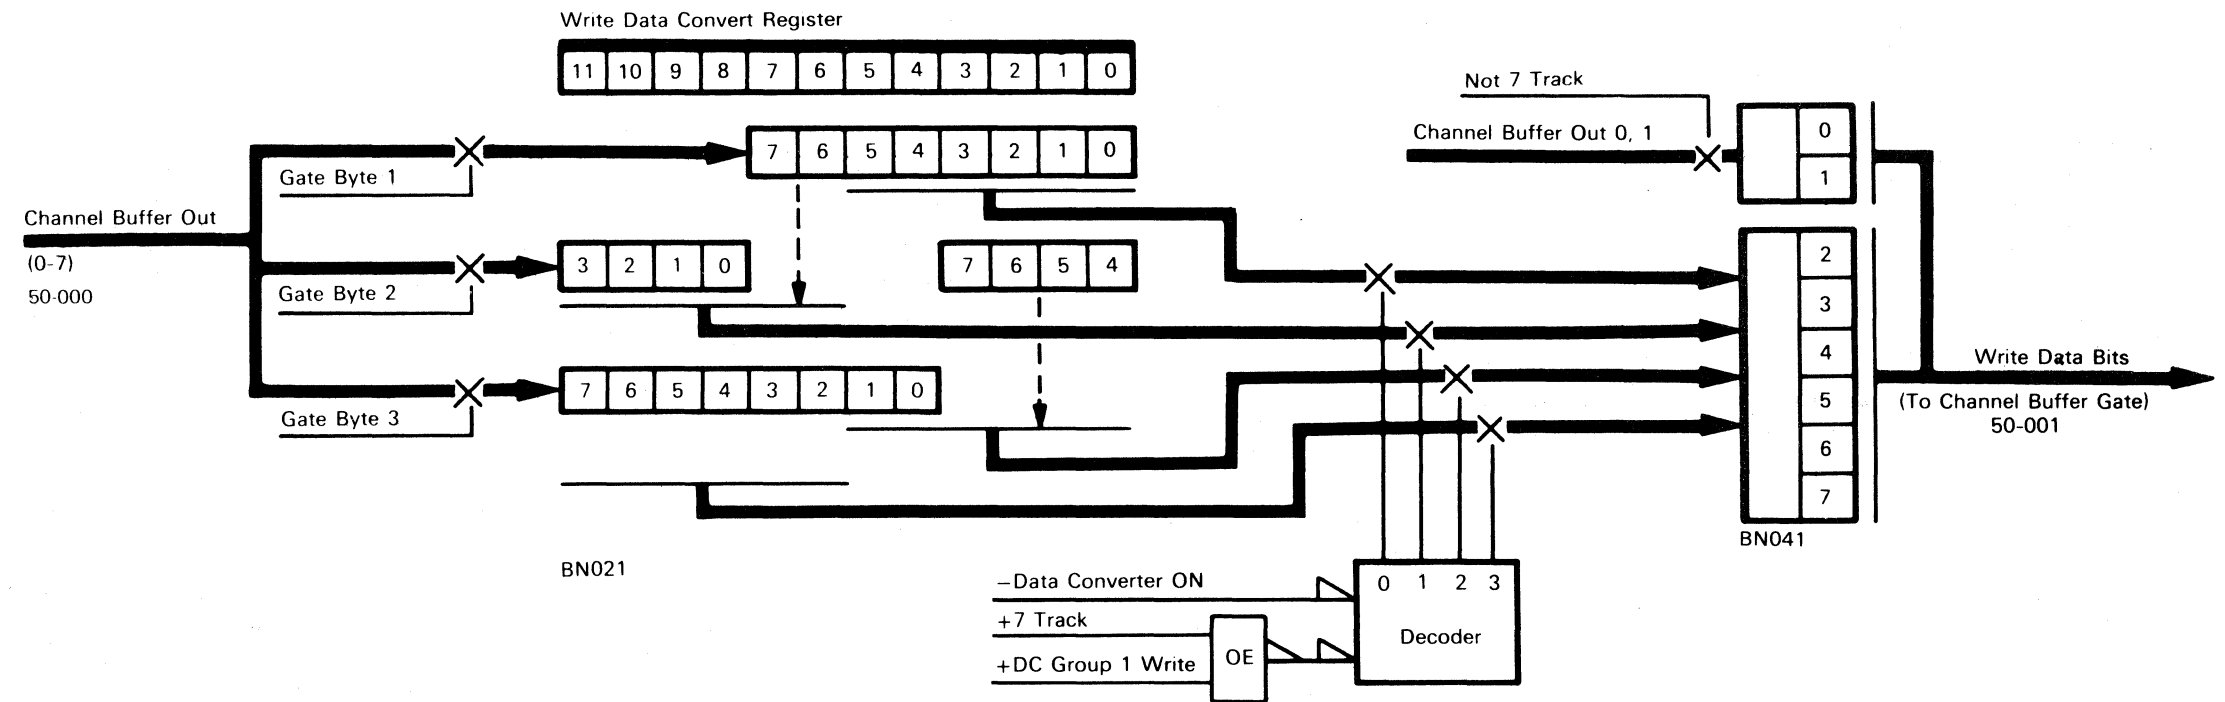 Write Data Convert Register
11 10 9 8 7 6 5 4 3 2 1 0
Not 7 Track
Channel Buffer Out 0, 1
0
1
7 6 5 4 3 2 1 0
Gate Byte 1
Channel Buffer Out
(0-7)
50-000
3 2 1 0
7 6 5 4
Gate Byte 2
2
3
4
5
6
7
BN041
Write Data Bits
(To Channel Buffer Gate)
50-001
7 6 5 4 3 2 1 0
Gate Byte 3
BN021
−Data Converter ON
+7 Track
+DC Group 1 Write
OE
0 1 2 3
Decoder